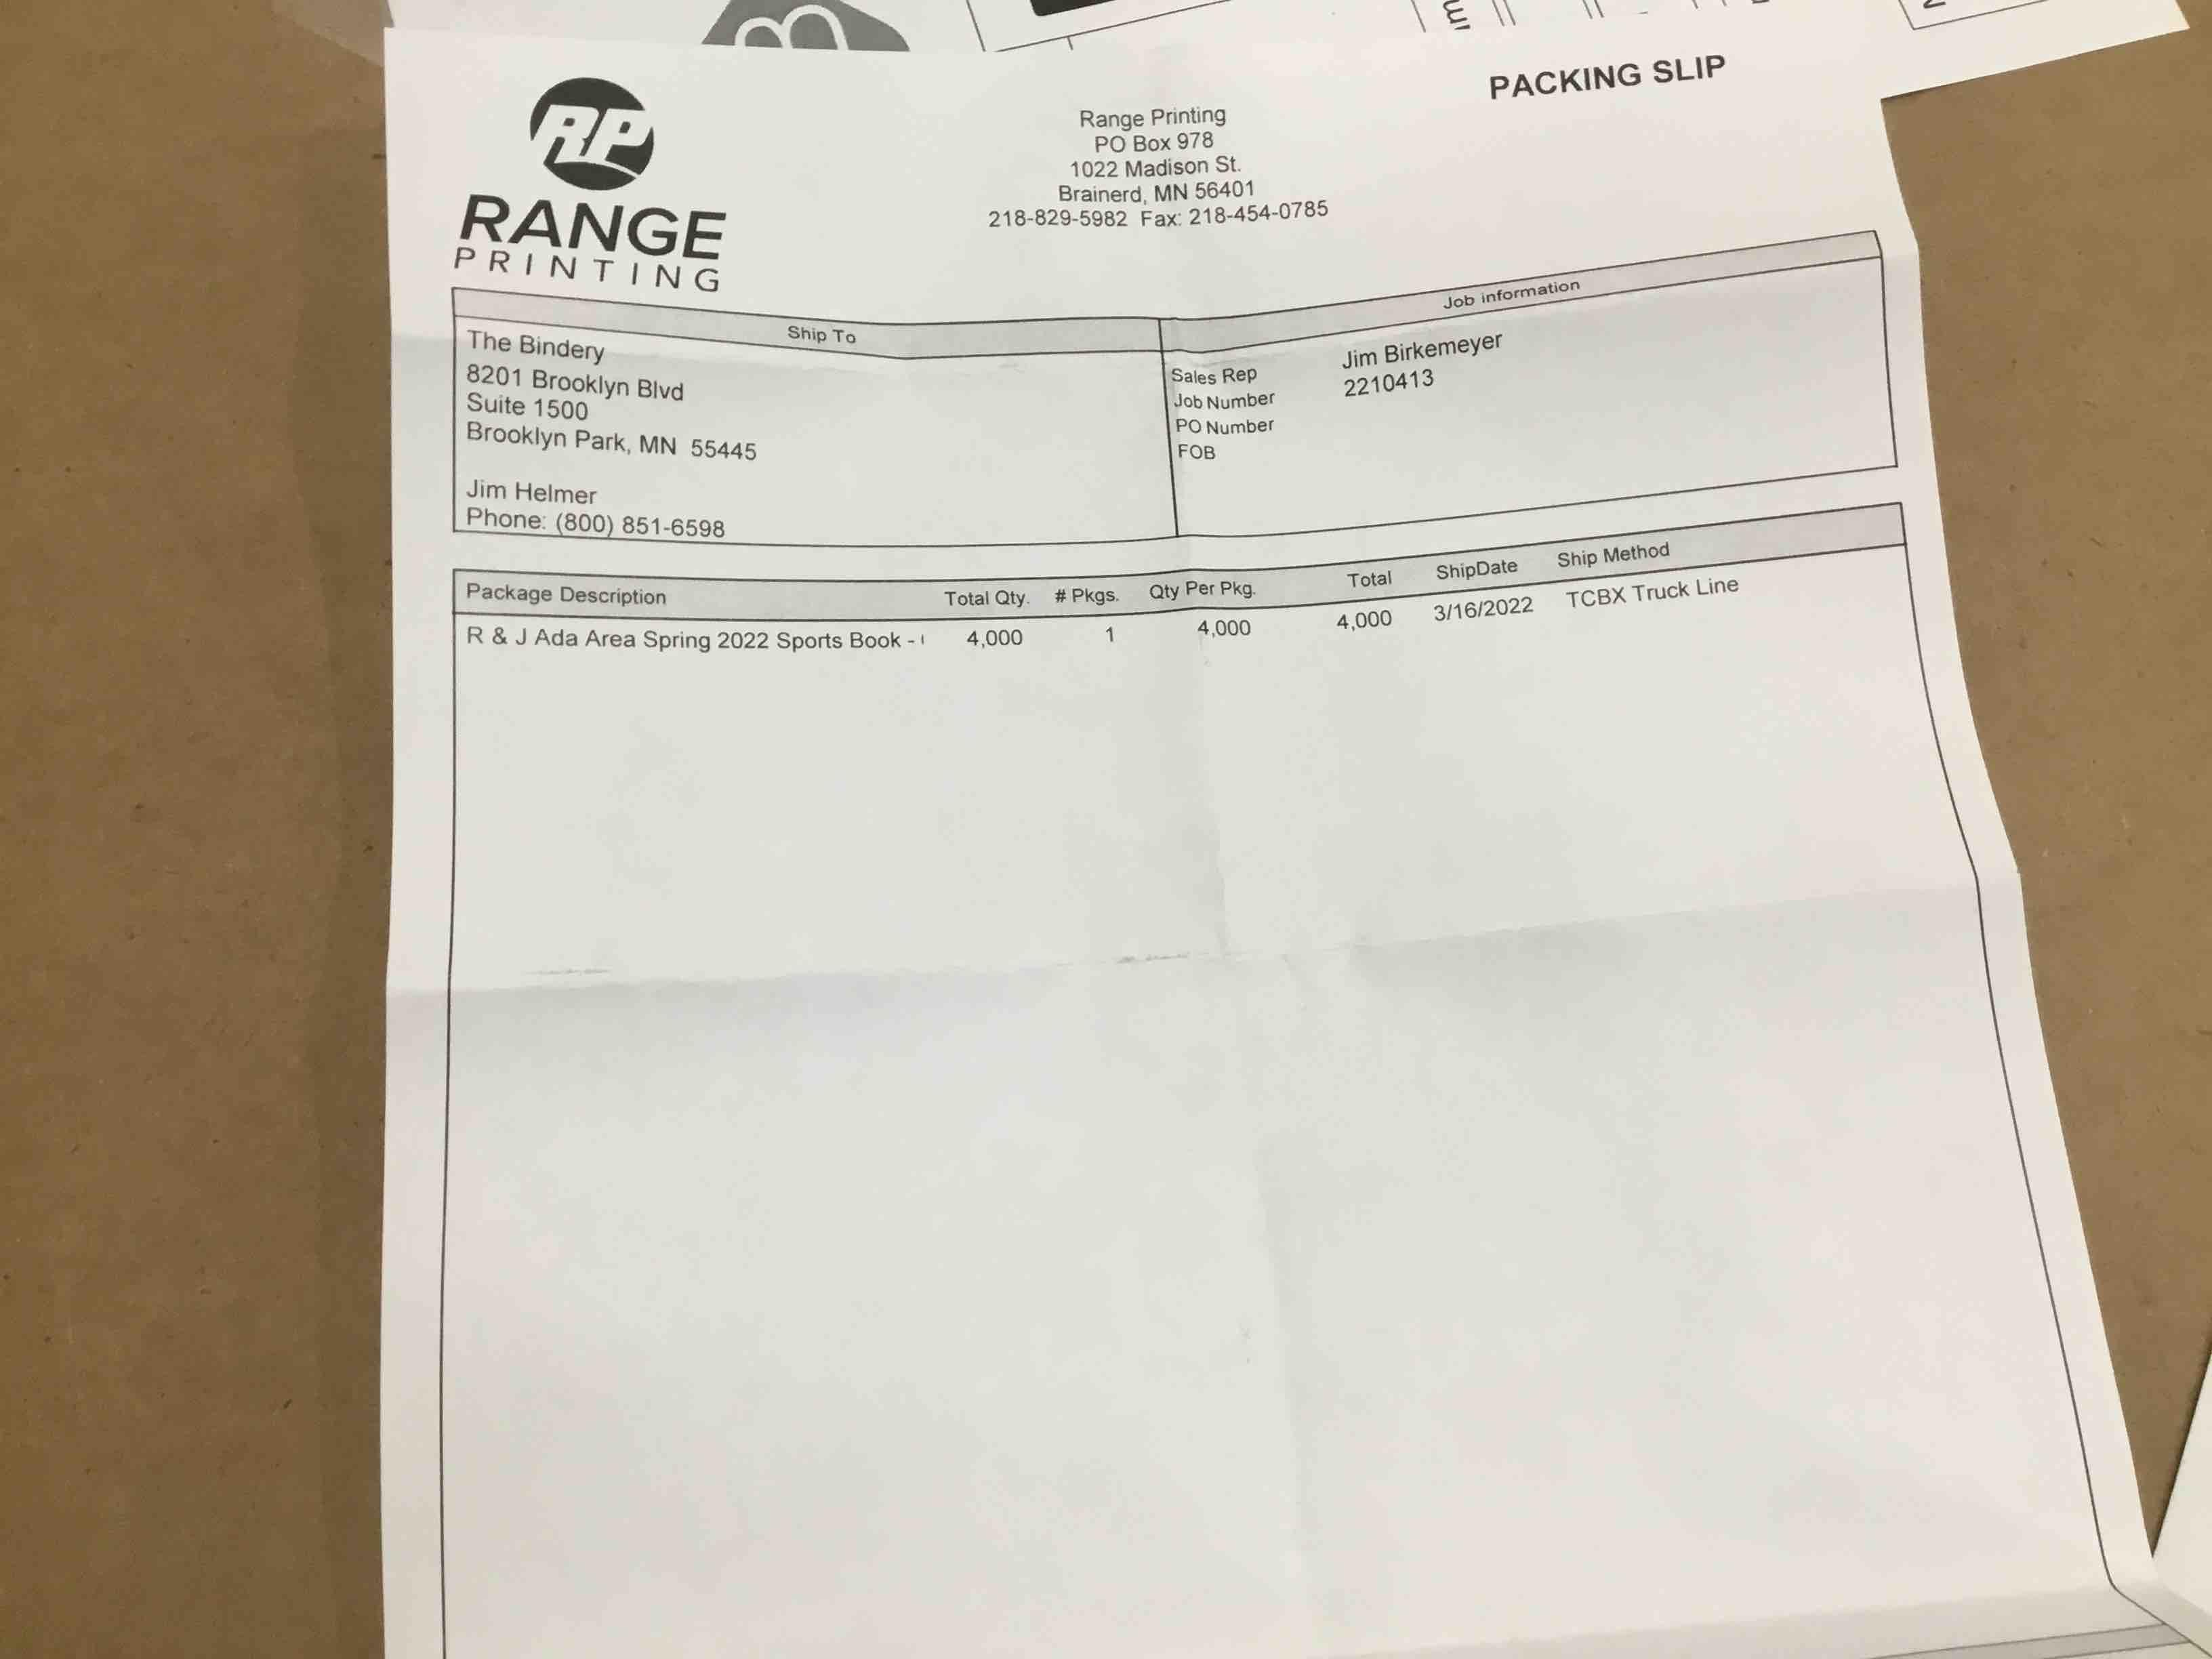 PACKING SLIP
RP
RANGE
PRINTING
Range Printing
PO Box 978
1022 Madison St.
Brainerd, MN 56401
218-829-5982 Fax: 218-454-0785
Ship To
The Bindery
8201 Brooklyn Blvd
Suite 1500
Brooklyn Park, MN 55445
Jim Helmer
Phone: (800) 851-6598
Job information
Sales Rep Jim Birkemeyer
Job Number 2210413
PO Number
FOB
Package Description Total Qty. # Pkgs. Qty Per Pkg. Total ShipDate Ship Method
R & J Ada Area Spring 2022 Sports Book - 4,000 1 4,000 4,000 3/16/2022 TCBX Truck Line